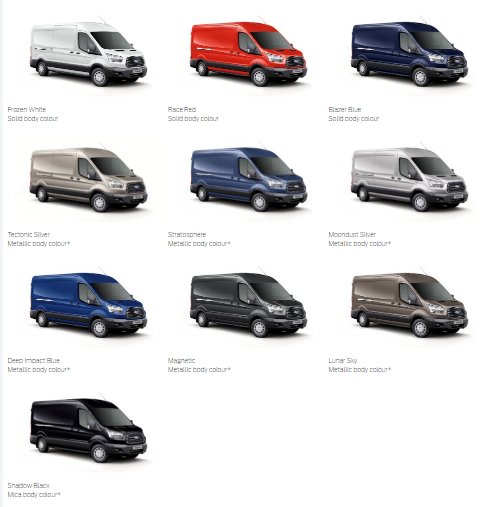 Frozen White
Solid body colour
Race Red
Solid body colour
Blazer Blue
Solid body colour
Tectonic Silver
Metallic body colour*
Stratosphere
Metallic body colour*
Moondust Silver
Metallic body colour*
Deep Impact Blue
Metallic body colour*
Magnetic
Metallic body colour*
Lunar Sky
Metallic body colour*
Shadow Black
Mica body colour*